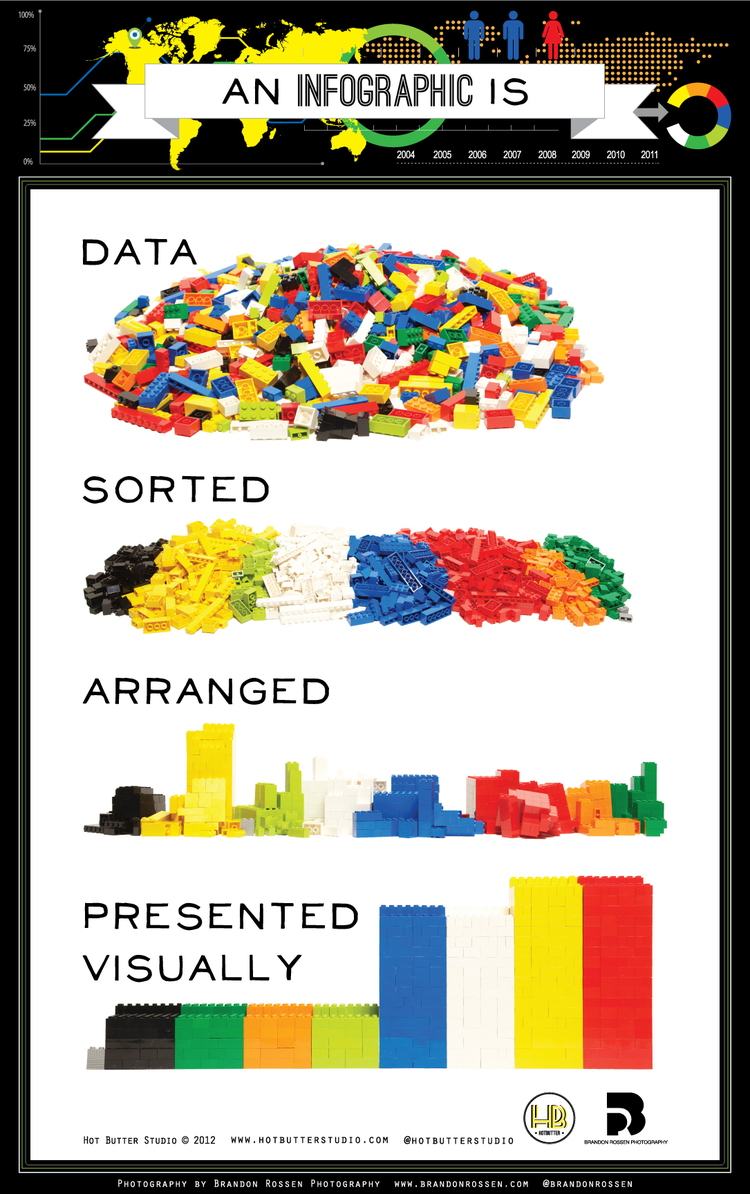 100%
75%
50%
25%
0%
AN INFOGRAPHIC IS
2004 2005 2006 2007 2008 2009 2010 2011
DATA
SORTED
ARRANGED
PRESENTED
VISUALLY
HB
HOTBUTTER
B
BRANDON ROSSEN PHOTOGRAPHY
HOT BUTTER STUDIO © 2012 WWW.HOTBUTTERSTUDIO.COM @HOTBUTTERSTUDIO
PHOTOGRAPHY BY BRANDON ROSSEN PHOTOGRAPHY WWW.BRANDONROSSEN.COM @BRANDONROSSEN